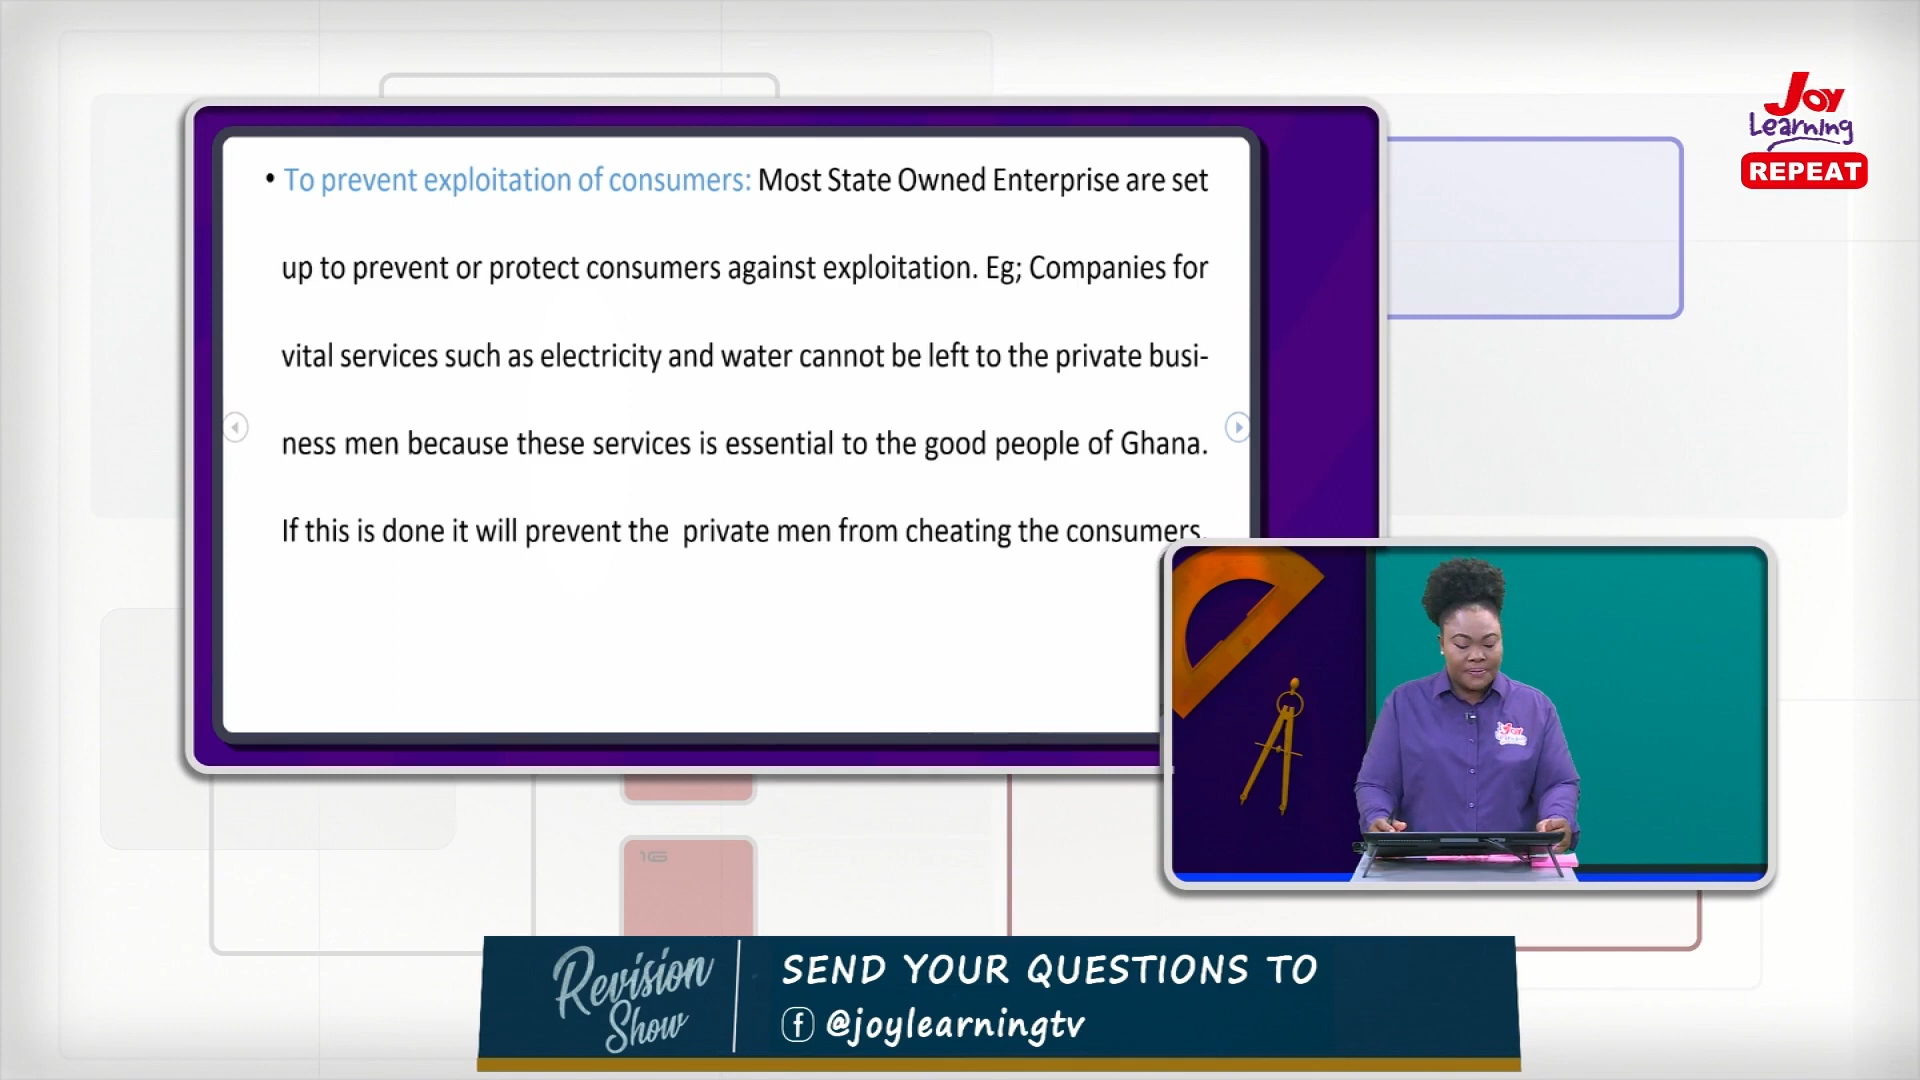 • To prevent exploitation of consumers: Most State Owned Enterprise are set
up to prevent or protect consumers against exploitation. Eg; Companies for
vital services such as electricity and water cannot be left to the private busi-
ness men because these services is essential to the good people of Ghana.
If this is done it will prevent the private men from cheating the consumers.
Joy
Learning
REPEAT
Joy
16
Revision
Show
SEND YOUR QUESTIONS TO
@joylearningtv